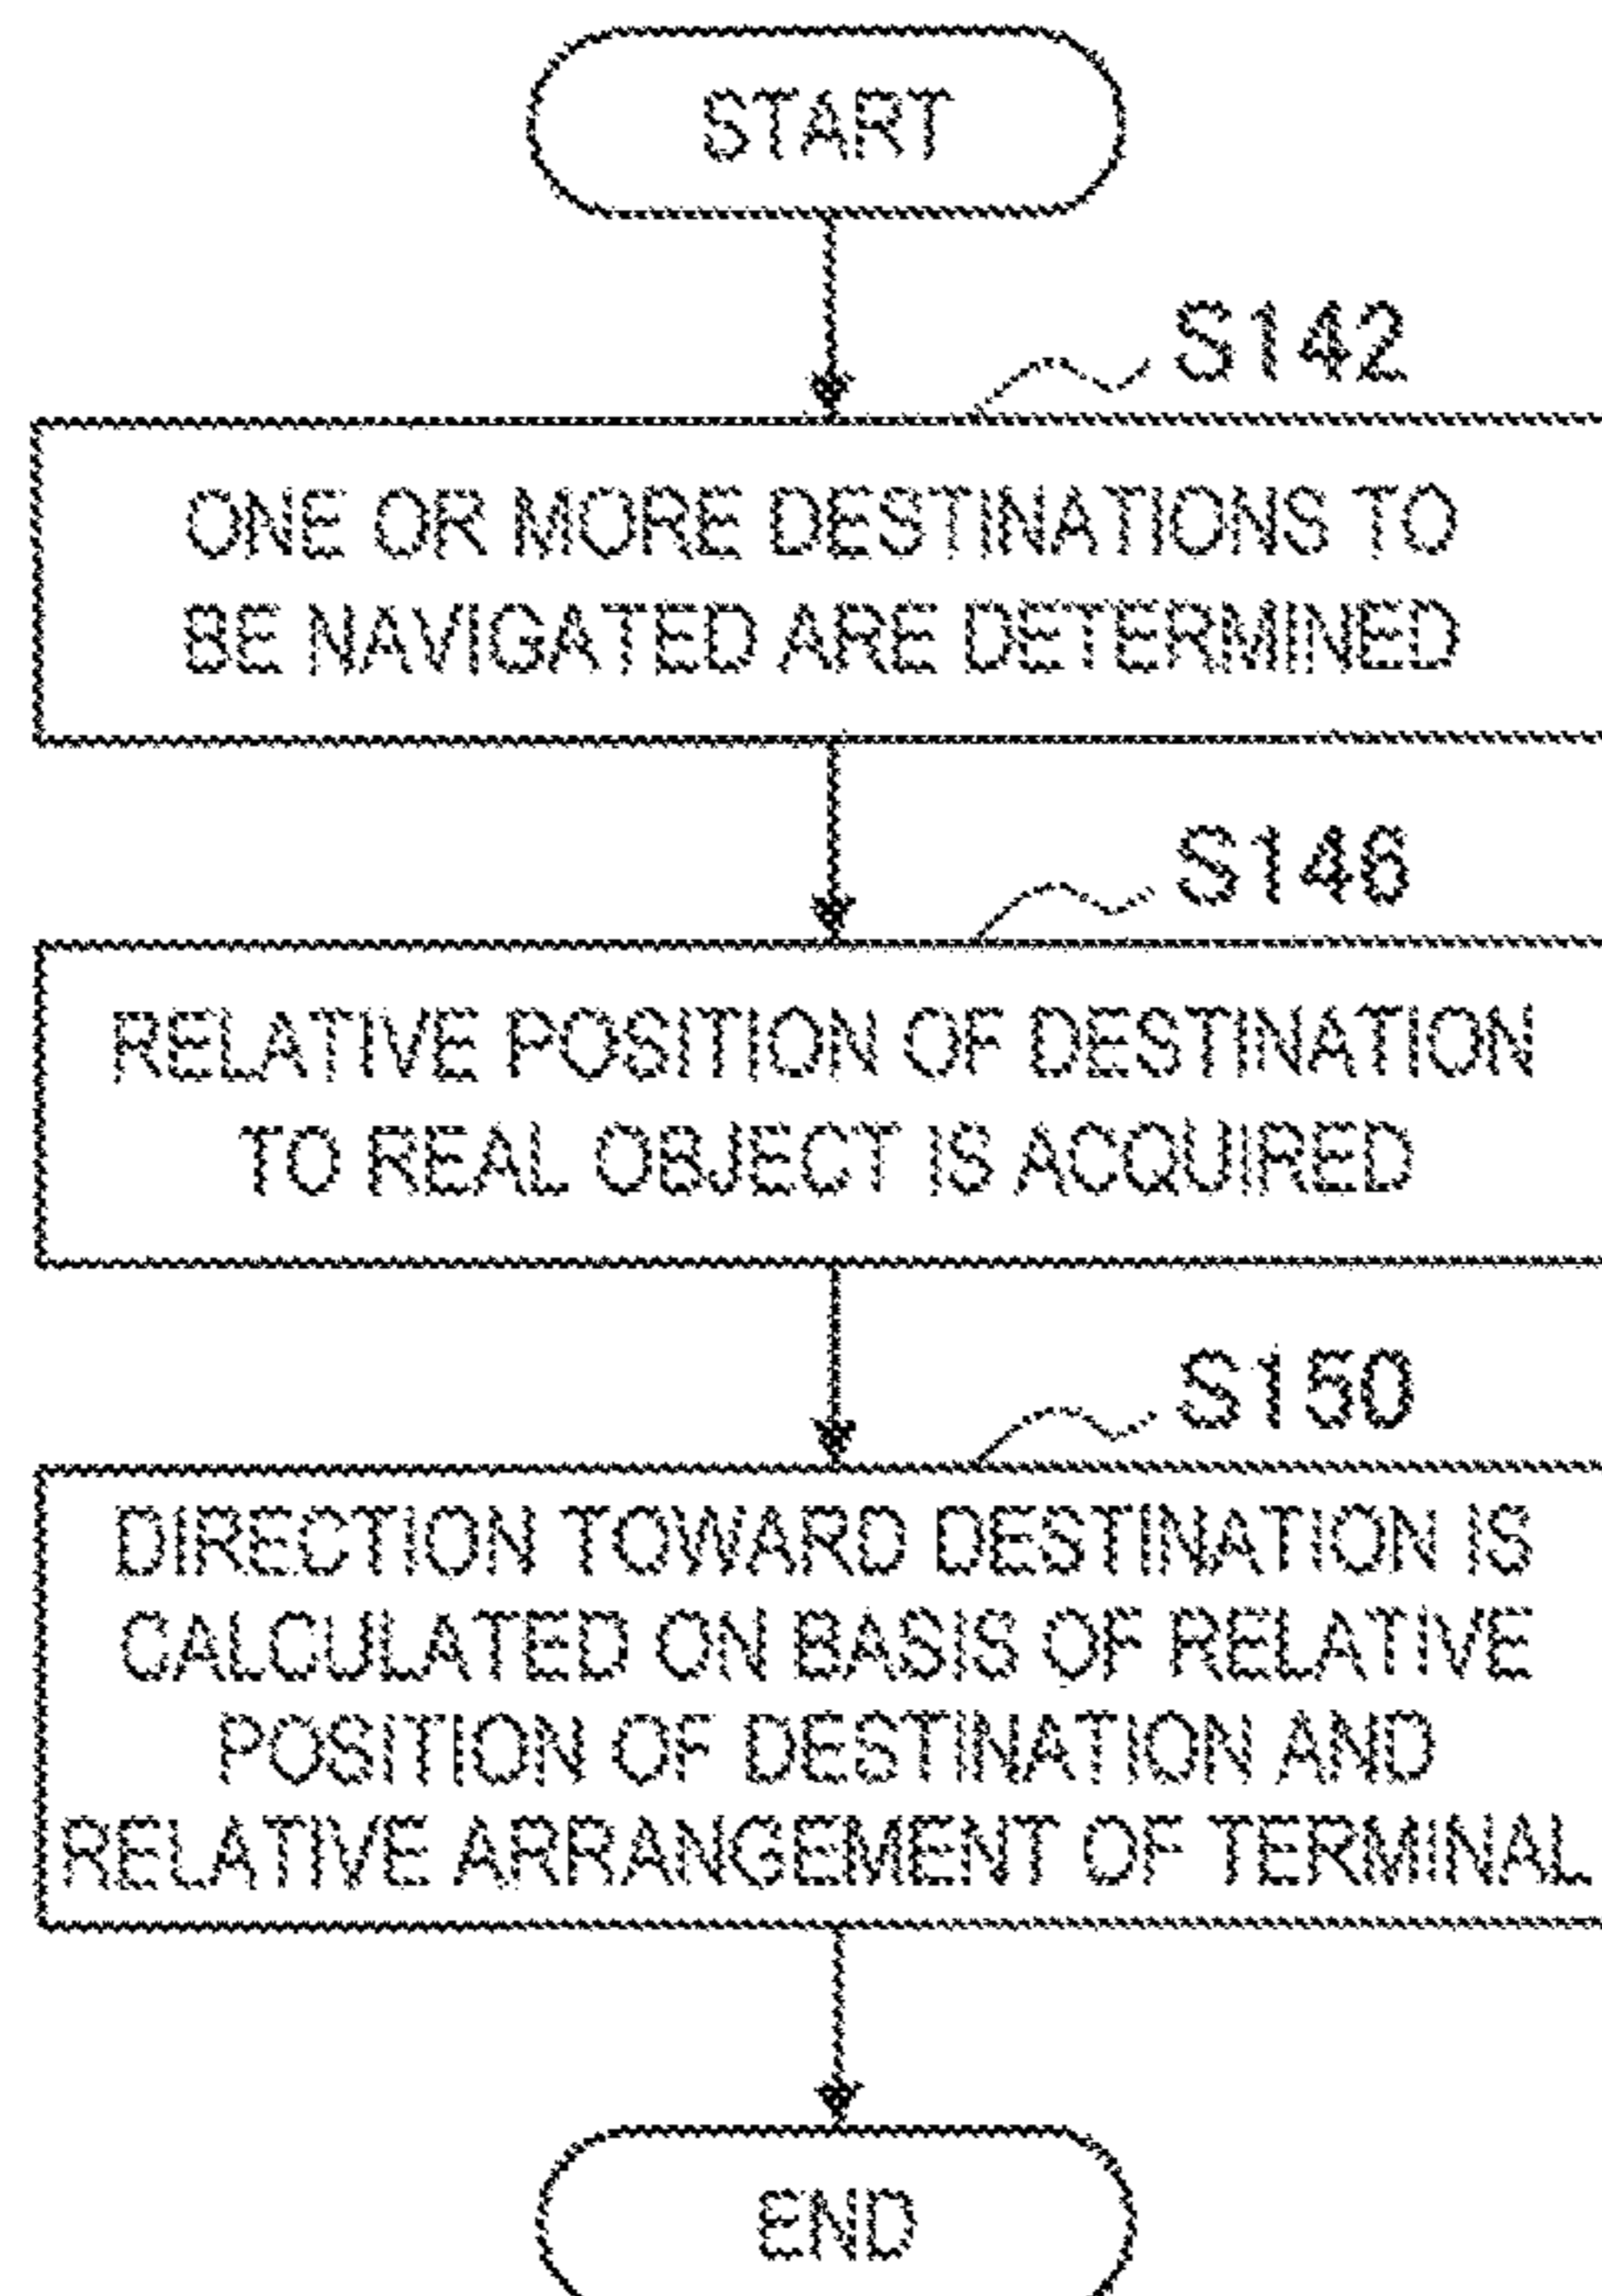 START
S142
ONE OR MORE DESTINATIONS TO
BE NAVIGATED ARE DETERMINED
S146
RELATIVE POSITION OF DESTINATION
TO REAL OBJECT IS ACQUIRED
S150
DIRECTION TOWARD DESTINATION IS
CALCULATED ON BASIS OF RELATIVE
POSITION OF DESTINATION AND
RELATIVE ARRANGEMENT OF TERMINAL
END